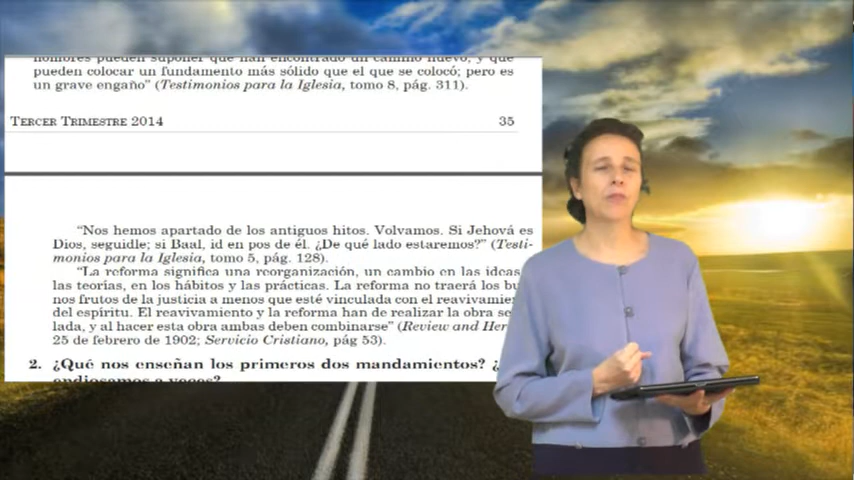 nombres pueden suponer que han encontrado un camino nuevo, y que
pueden colocar un fundamento más sólido que el que se colocó; pero es
un grave engaño” (Testimonios para la Iglesia, tomo 8, pág. 311).
TERCER TRIMESTRE 2014 35
“Nos hemos apartado de los antiguos hitos. Volvamos. Si Jehová es
Dios, seguidle; si Baal, id en pos de él. ¿De qué lado estaremos?” (Testi-
monios para la Iglesia, tomo 5, pág. 128).
“La reforma significa una reorganización, un cambio en las ideas
las teorías, en los hábitos y las prácticas. La reforma no traerá los bu
nos frutos de la justicia a menos que esté vinculada con el reavivamie
del espíritu. El reavivamiento y la reforma han de realizar la obra se
lada, y al hacer esta obra ambas deben combinarse” (Review and Her
25 de febrero de 1902; Servicio Cristiano, pág 53).
2. ¿Qué nos enseñan los primeros dos mandamientos? ¿
endiosamos a veces?